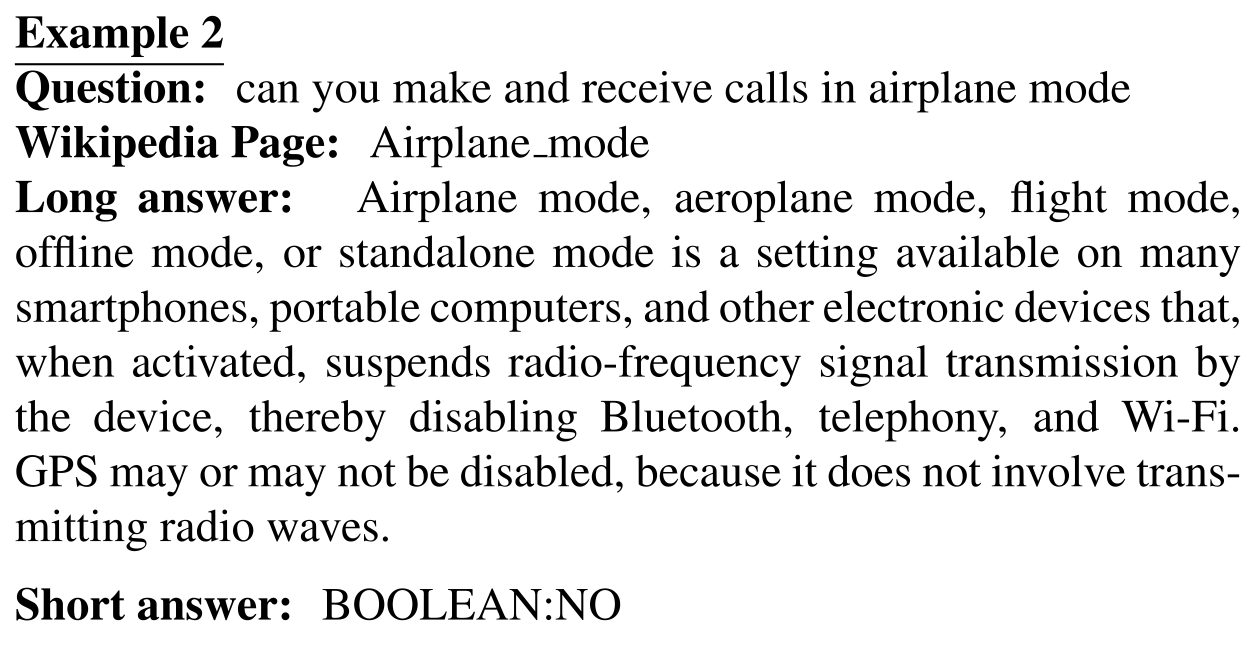 Example 2
Question: can you make and receive calls in airplane mode
Wikipedia Page: Airplane_mode
Long answer: Airplane mode, aeroplane mode, flight mode,
offline mode, or standalone mode is a setting available on many
smartphones, portable computers, and other electronic devices that,
when activated, suspends radio-frequency signal transmission by
the device, thereby disabling Bluetooth, telephony, and Wi-Fi.
GPS may or may not be disabled, because it does not involve trans-
mitting radio waves.
Short answer: BOOLEAN:NO